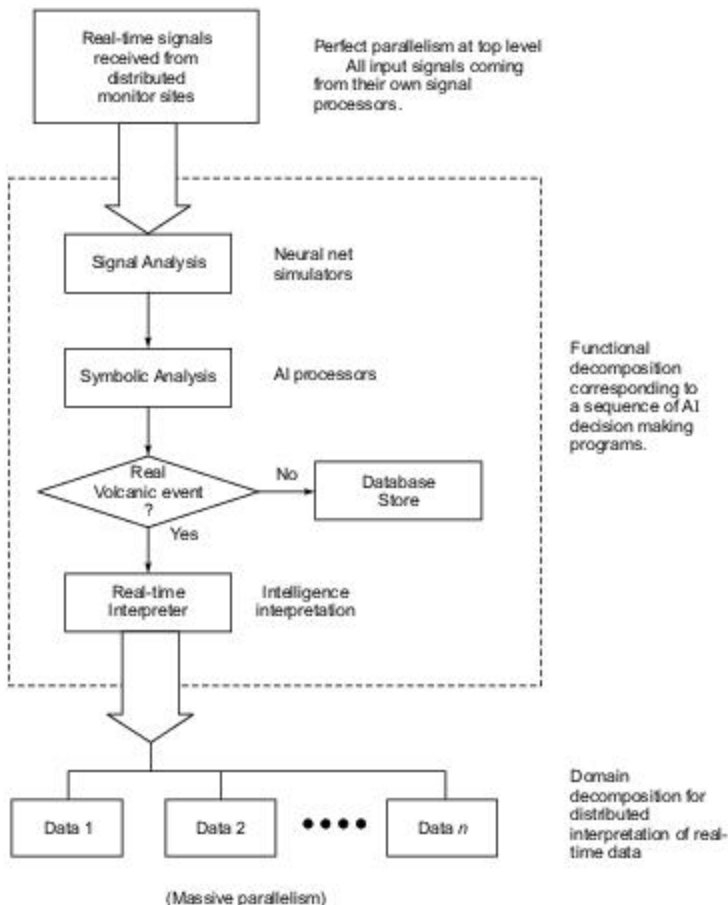 Real-time signals
received from
distributed
monitor sites
Perfect parallelism at top level
All input signals coming
from their own signal
processors.
Signal Analysis
Neural net
simulators
Symbolic Analysis
AI processors
Functional
decomposition
corresponding to
a sequence of AI
decision making
programs.
Real
Volcanic event
?
No
Database
Store
Yes
Real-time
Interpreter
Intelligence
interpretation
Data 1
Data 2
Data n
Domain
decomposition for
distributed
interpretation of real-
time data
(Massive parallelism)